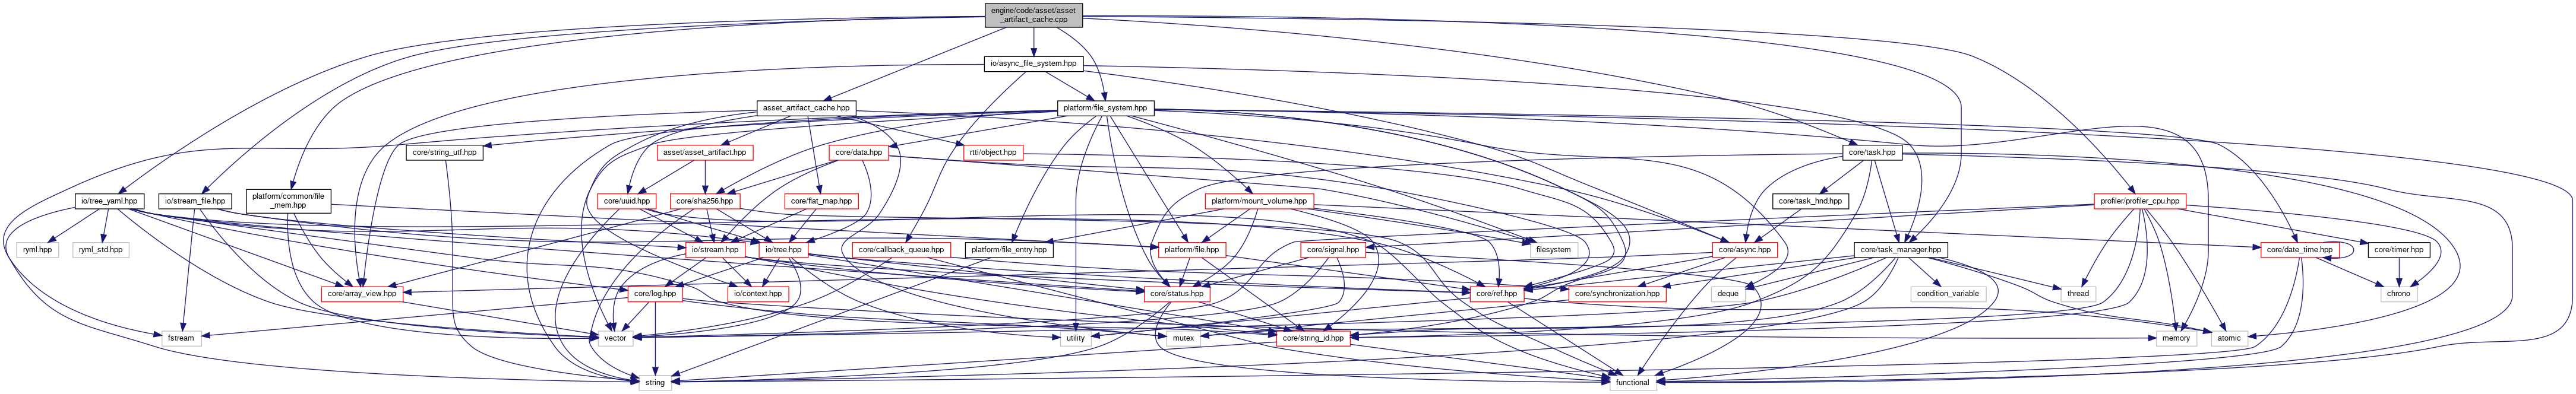 engine/code/asset/asset
_artifact_cache.cpp
io/async_file_system.hpp
asset_artifact_cache.hpp
platform/file_system.hpp
core/string_utf.hpp
asset/asset_artifact.hpp
core/data.hpp
rtti/object.hpp
core/task.hpp
io/tree_yaml.hpp
io/stream_file.hpp
platform/common/file
_mem.hpp
core/uuid.hpp
core/sha256.hpp
core/flat_map.hpp
platform/mount_volume.hpp
core/task_hnd.hpp
profiler/profiler_cpu.hpp
ryml.hpp
ryml_std.hpp
io/stream.hpp
io/tree.hpp
core/callback_queue.hpp
platform/file_entry.hpp
platform/file.hpp
core/signal.hpp
filesystem
core/async.hpp
core/task_manager.hpp
core/date_time.hpp
core/timer.hpp
core/array_view.hpp
core/log.hpp
io/context.hpp
core/status.hpp
core/ref.hpp
core/synchronization.hpp
deque
condition_variable
thread
chrono
fstream
vector
utility
mutex
core/string_id.hpp
memory
atomic
string
functional